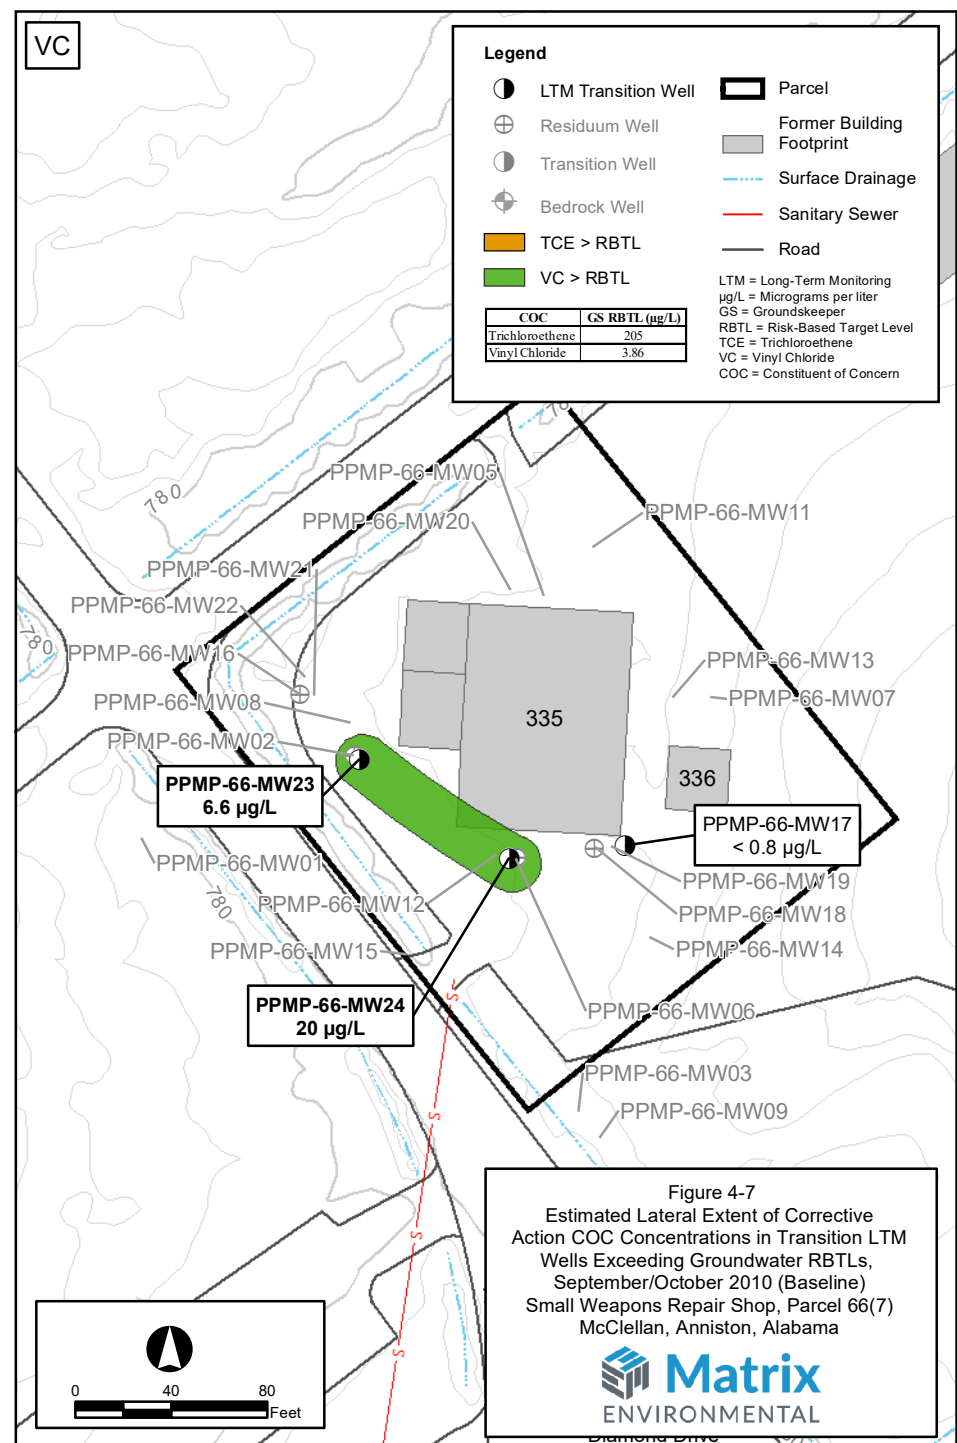 VC
Legend
LTM Transition Well
Residuum Well
Transition Well
Bedrock Well
TCE > RBTL
VC > RBTL
Parcel
Former Building
Footprint
Surface Drainage
Sanitary Sewer
Road
COC GS RBTL (µg/L)
Trichloroethene 205
Vinyl Chloride 3.86
LTM = Long-Term Monitoring
µg/L = Micrograms per liter
GS = Groundskeeper
RBTL = Risk-Based Target Level
TCE = Trichloroethene
VC = Vinyl Chloride
COC = Constituent of Concern
780
PPMP-66-MW05
PPMP-66-MW20
PPMP-66-MW11
PPMP-66-MW21
PPMP-66-MW22
780
PPMP-66-MW16
PPMP-66-MW13
PPMP-66-MW08
PPMP-66-MW07
335
PPMP-66-MW02
336
PPMP-66-MW23
6.6 µg/L
PPMP-66-MW17
< 0.8 µg/L
PPMP-66-MW01
PPMP-66-MW19
780
PPMP-66-MW12
PPMP-66-MW18
PPMP-66-MW15
PPMP-66-MW14
S
PPMP-66-MW24
20 µg/L
PPMP-66-MW06
PPMP-66-MW03
PPMP-66-MW09
S
S
S
Figure 4-7
Estimated Lateral Extent of Corrective
Action COC Concentrations in Transition LTM
Wells Exceeding Groundwater RBTLs,
September/October 2010 (Baseline)
Small Weapons Repair Shop, Parcel 66(7)
McClellan, Anniston, Alabama
Matrix
ENVIRONMENTAL
Diamond Drive
0 40 80
Feet